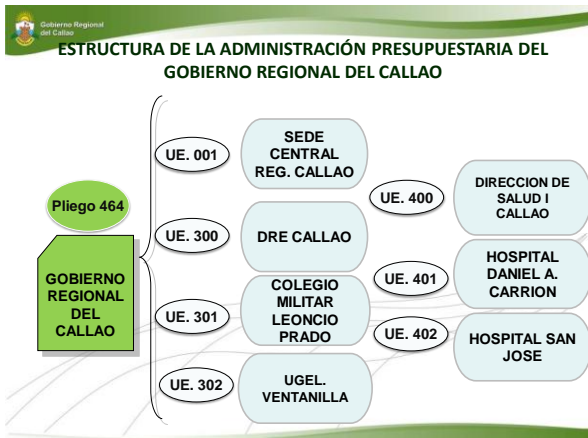 Gobierno Regional
del Callao
ESTRUCTURA DE LA ADMINISTRACIÓN PRESUPUESTARIA DEL
GOBIERNO REGIONAL DEL CALLAO
Pliego 464
GOBIERNO
REGIONAL
DEL
CALLAO
UE. 001
SEDE
CENTRAL
REG. CALLAO
UE. 300
DRE CALLAO
UE. 301
COLEGIO
MILITAR
LEONCIO
PRADO
UE. 302
UGEL.
VENTANILLA
UE. 400
DIRECCION DE
SALUD I
CALLAO
UE. 401
HOSPITAL
DANIEL A.
CARRION
UE. 402
HOSPITAL SAN
JOSE